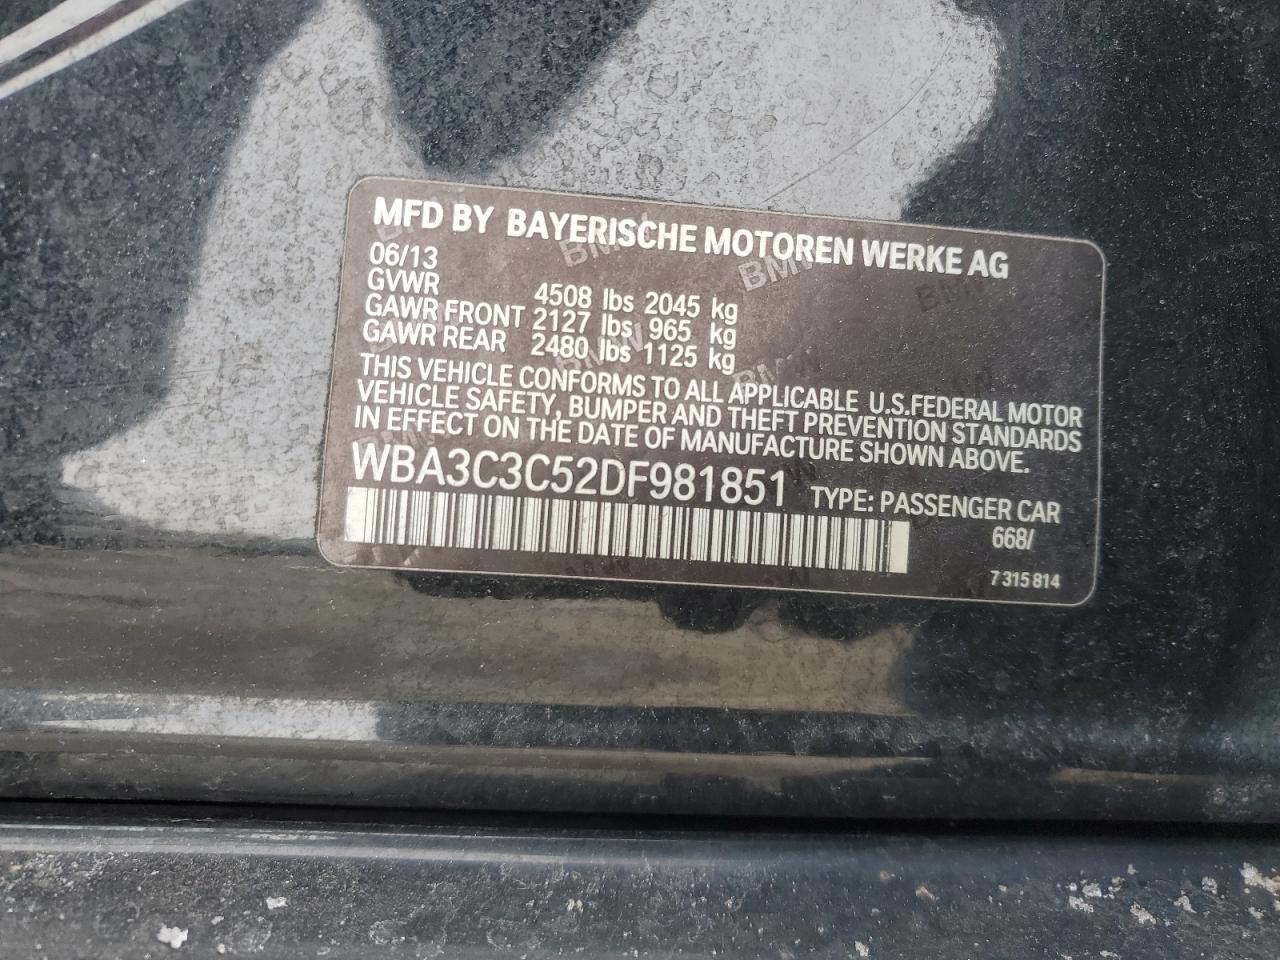 MFD BY BAYERISCHE MOTOREN WERKE AG
06/13
GVWR 4508 lbs 2045 kg
GAWR FRONT 2127 lbs 965 kg
GAWR REAR 2480 lbs 1125 kg
THIS VEHICLE CONFORMS TO ALL APPLICABLE U.S.FEDERAL MOTOR
VEHICLE SAFETY, BUMPER AND THEFT PREVENTION STANDARDS
IN EFFECT ON THE DATE OF MANUFACTURE SHOWN ABOVE.
WBA3C3C52DF981851 TYPE: PASSENGER CAR
668/
7 315 814